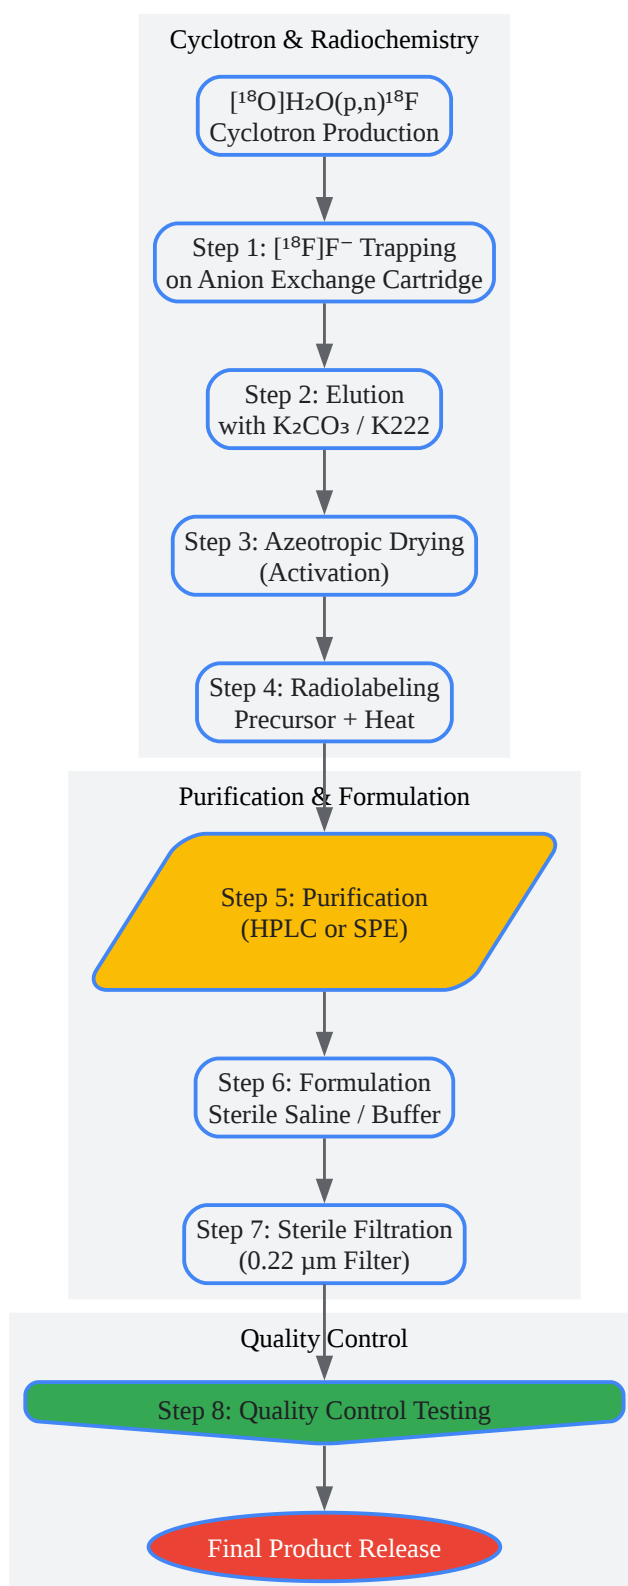 Cyclotron & Radiochemistry
[¹⁸O]H₂O(p,n)¹⁸F
Cyclotron Production
Step 1: [¹⁸F]F⁻ Trapping
on Anion Exchange Cartridge
Step 2: Elution
with K₂CO₃ / K222
Step 3: Azeotropic Drying
(Activation)
Step 4: Radiolabeling
Precursor + Heat
Purification & Formulation
Step 5: Purification
(HPLC or SPE)
Step 6: Formulation
Sterile Saline / Buffer
Step 7: Sterile Filtration
(0.22 µm Filter)
Quality Control
Step 8: Quality Control Testing
Final Product Release